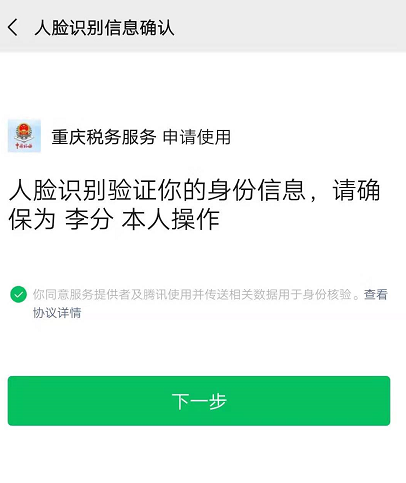 人脸识别信息确认
重庆税务服务 申请使用
人脸识别验证你的身份信息，请确
保为 李分 本人操作
你同意服务提供者及腾讯使用并传送相关数据用于身份核验。查看
协议详情
下一步